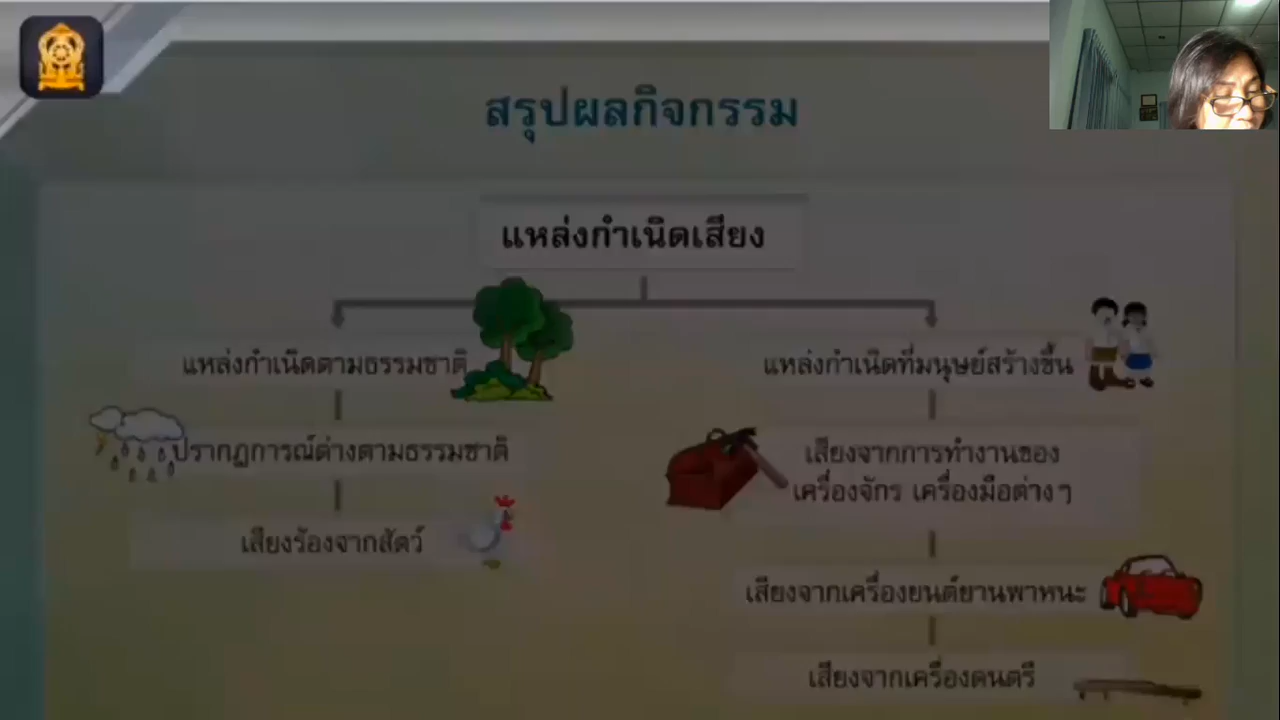 สรุปผลกิจกรรม
แหล่งกำเนิดเสียง
แหล่งกำเนิดตามธรรมชาติ
ปรากฏการณ์ต่างตามธรรมชาติ
เสียงร้องจากสัตว์
แหล่งกำเนิดที่มนุษย์สร้างขึ้น
เสียงจากการทำงานของ
เครื่องจักร เครื่องมือต่าง ๆ
เสียงจากเครื่องยนต์ยานพาหนะ
เสียงจากเครื่องดนตรี